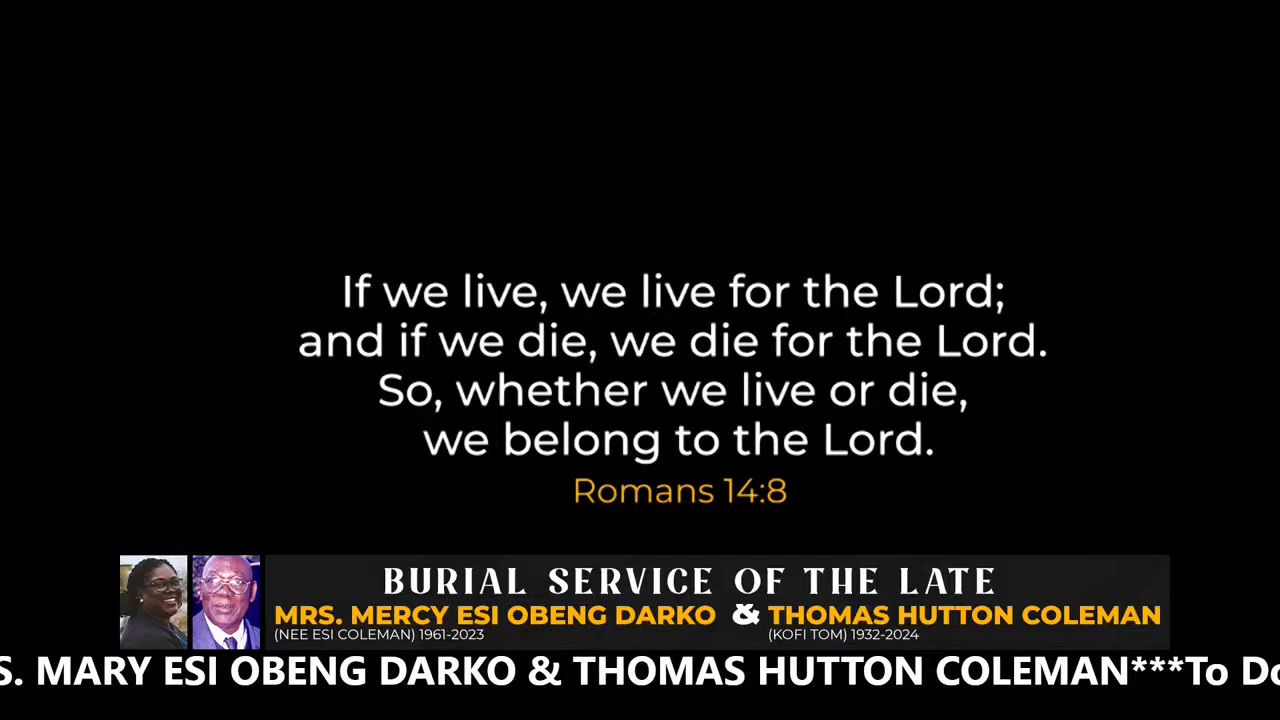 If we live, we live for the Lord;
and if we die, we die for the Lord.
So, whether we live or die,
we belong to the Lord.
Romans 14:8
BURIAL SERVICE OF THE LATE
MRS. MERCY ESI OBENG DARKO & THOMAS HUTTON COLEMAN
(NEE ESI COLEMAN) 1961-2023 (KOFI TOM) 1932-2024
S. MARY ESI OBENG DARKO & THOMAS HUTTON COLEMAN***To Do